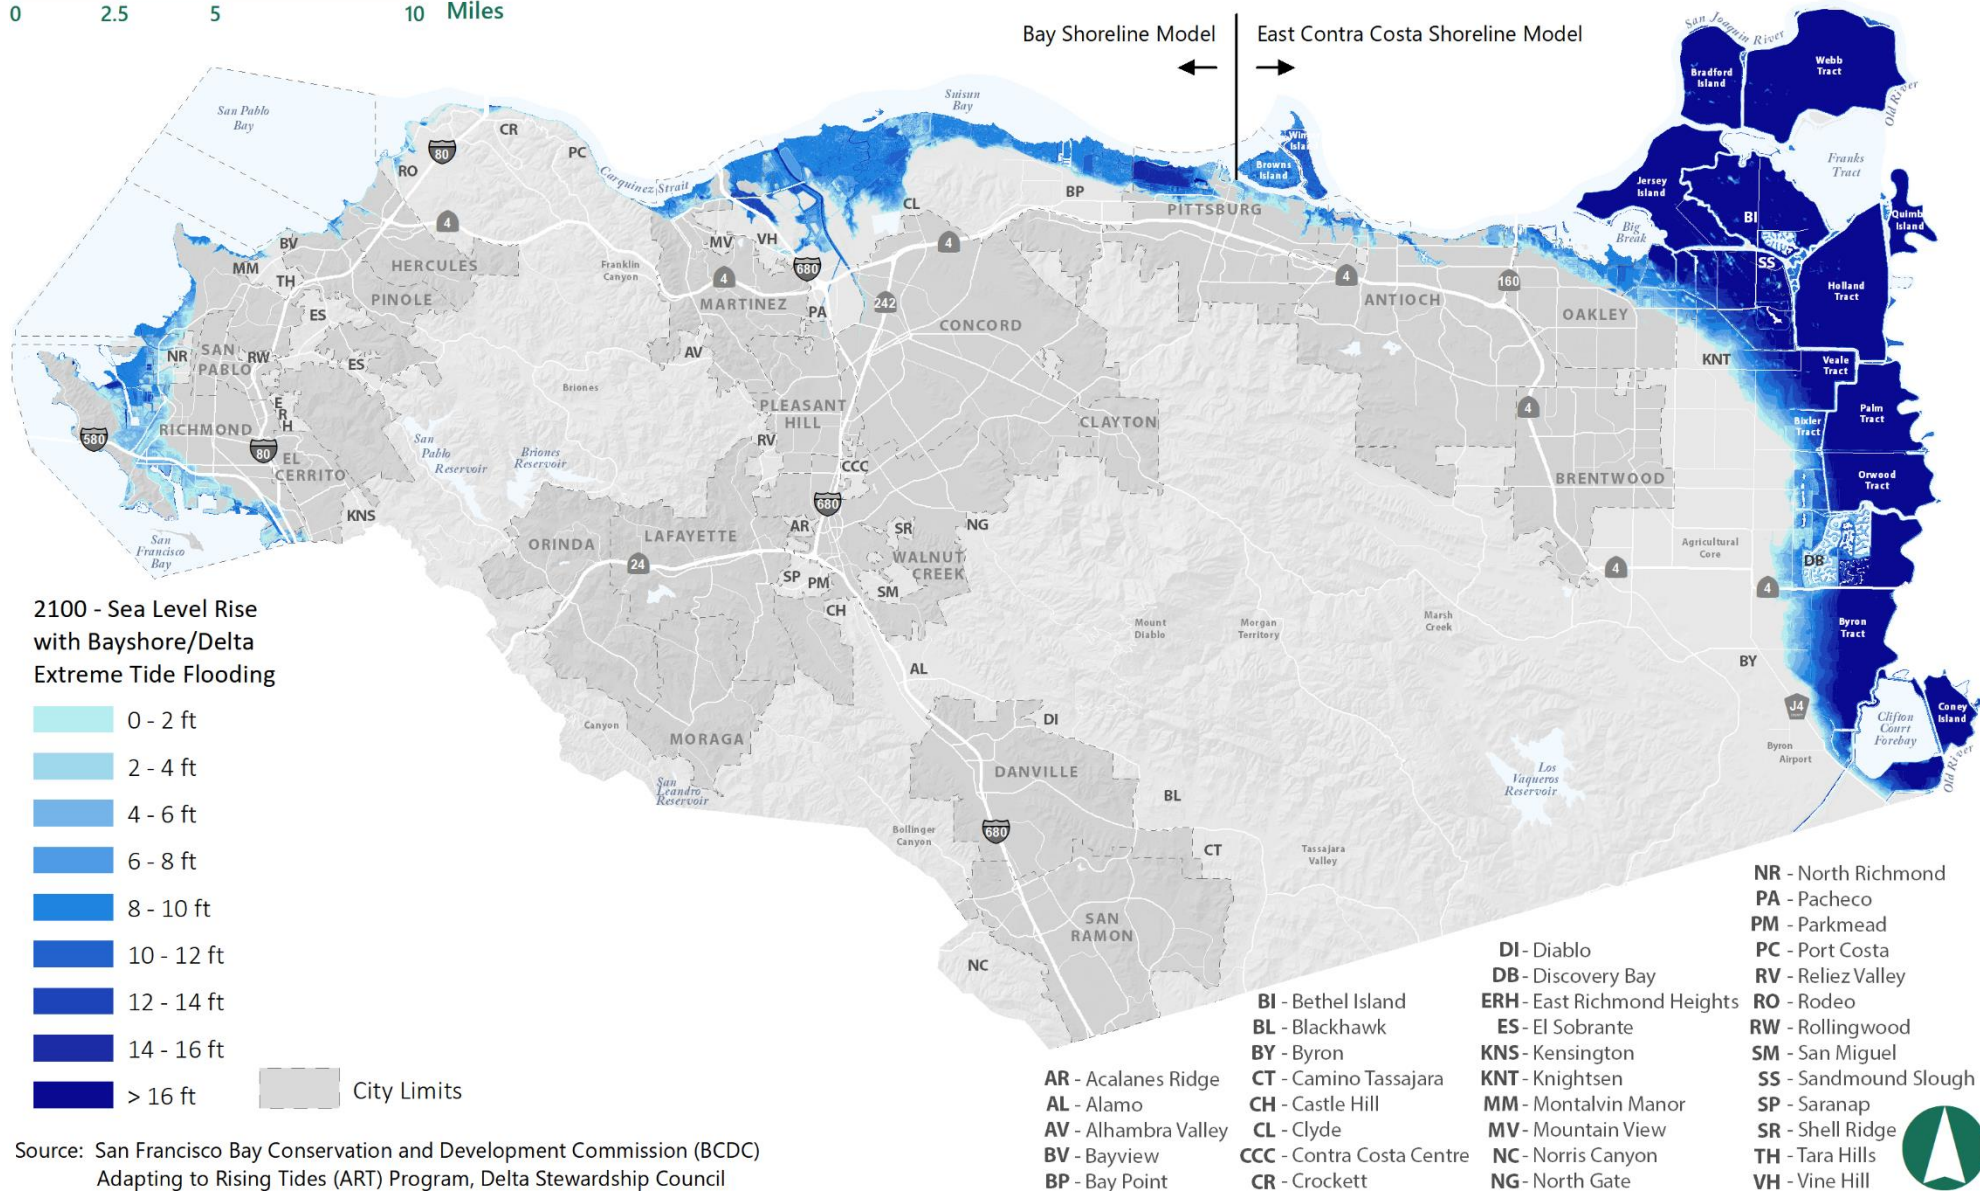 0 2.5 5 10 Miles
Bay Shoreline Model
East Contra Costa Shoreline Model
San Joaquin River
Bradford
Island
Webb
Tract
Old River
San Pablo
Bay
Suisun
Bay
CR
80
PC
RO
Carquinez Strait
Browns
Island
Franks
Tract
Jersey
Island
BI
Quimb
Island
Big
Break
BP
PITTSBURG
CL
4
BV
MM
TH
HERCULES
PINOLE
ES
Franklin
Canyon
MV
VH
680
4
MARTINEZ
PA
242
4
CONCORD
4
ANTIOCH
160
OAKLEY
SS
Holland
Tract
NR
SAN
PABLO
RW
ES
AV
Briones
KNT
Veale
Tract
E
R
H
RICHMOND
580
80
EL
CERRITO
San
Pablo
Reservoir
Briones
Reservoir
PLEASANT
HILL
RV
CCC
CLAYTON
4
Bixler
Tract
Palm
Tract
BRENTWOOD
Orwood
Tract
KNS
San
Francisco
Bay
680
AR
SR
NG
ORINDA
LAFAYETTE
24
WALNUT
CREEK
SP
PM
SM
CH
Agricultural
Core
4
DB
4
Mount
Diablo
Morgan
Territory
Marsh
Creek
Byron
Tract
BY
AL
J4
Clifton
Court
Forebay
Coney
Island
Old River
Byron
Airport
Canyon
MORAGA
San
Leandro
Reservoir
DI
DANVILLE
BL
Los
Vaqueros
Reservoir
Bollinger
Canyon
680
CT
Tassajara
Valley
SAN
RAMON
NC
2100 - Sea Level Rise
with Bayshore/Delta
Extreme Tide Flooding
0 - 2 ft
2 - 4 ft
4 - 6 ft
6 - 8 ft
8 - 10 ft
10 - 12 ft
12 - 14 ft
14 - 16 ft
> 16 ft
City Limits
AR - Acalanes Ridge
AL - Alamo
AV - Alhambra Valley
BV - Bayview
BP - Bay Point
BI - Bethel Island
BL - Blackhawk
BY - Byron
CT - Camino Tassajara
CH - Castle Hill
CL - Clyde
CCC - Contra Costa Centre
CR - Crockett
DI - Diablo
DB - Discovery Bay
ERH - East Richmond Heights
ES - El Sobrante
KNS - Kensington
KNT - Knightsen
MM - Montalvin Manor
MV - Mountain View
NC - Norris Canyon
NG - North Gate
NR - North Richmond
PA - Pacheco
PM - Parkmead
PC - Port Costa
RV - Reliez Valley
RO - Rodeo
RW - Rollingwood
SM - San Miguel
SS - Sandmound Slough
SP - Saranap
SR - Shell Ridge
TH - Tara Hills
VH - Vine Hill
Source: San Francisco Bay Conservation and Development Commission (BCDC)
Adapting to Rising Tides (ART) Program, Delta Stewardship Council